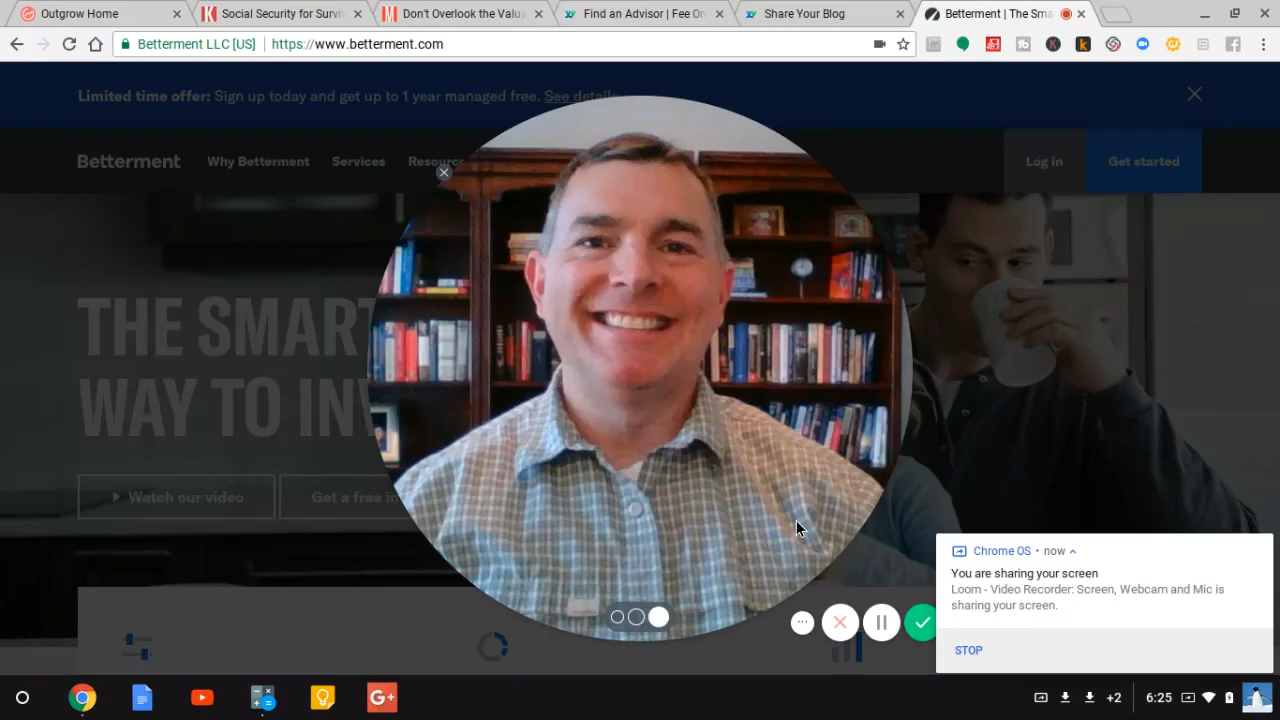 Outgrow Home
Social Security for Surviv
Don't Overlook the Valua
Find an Advisor | Fee On
Share Your Blog
Betterment | The Sma
Betterment LLC [US] | https://www.betterment.com
Limited time offer: Sign up today and get up to 1 year managed free. See details
Betterment
Why Betterment
Services
Resourc
Log in
Get started
THE SMART
WAY TO INV
Watch our video
Get a free in
Chrome OS • now
You are sharing your screen
Loom - Video Recorder: Screen, Webcam and Mic is
sharing your screen.
STOP
G+
+2
6:25